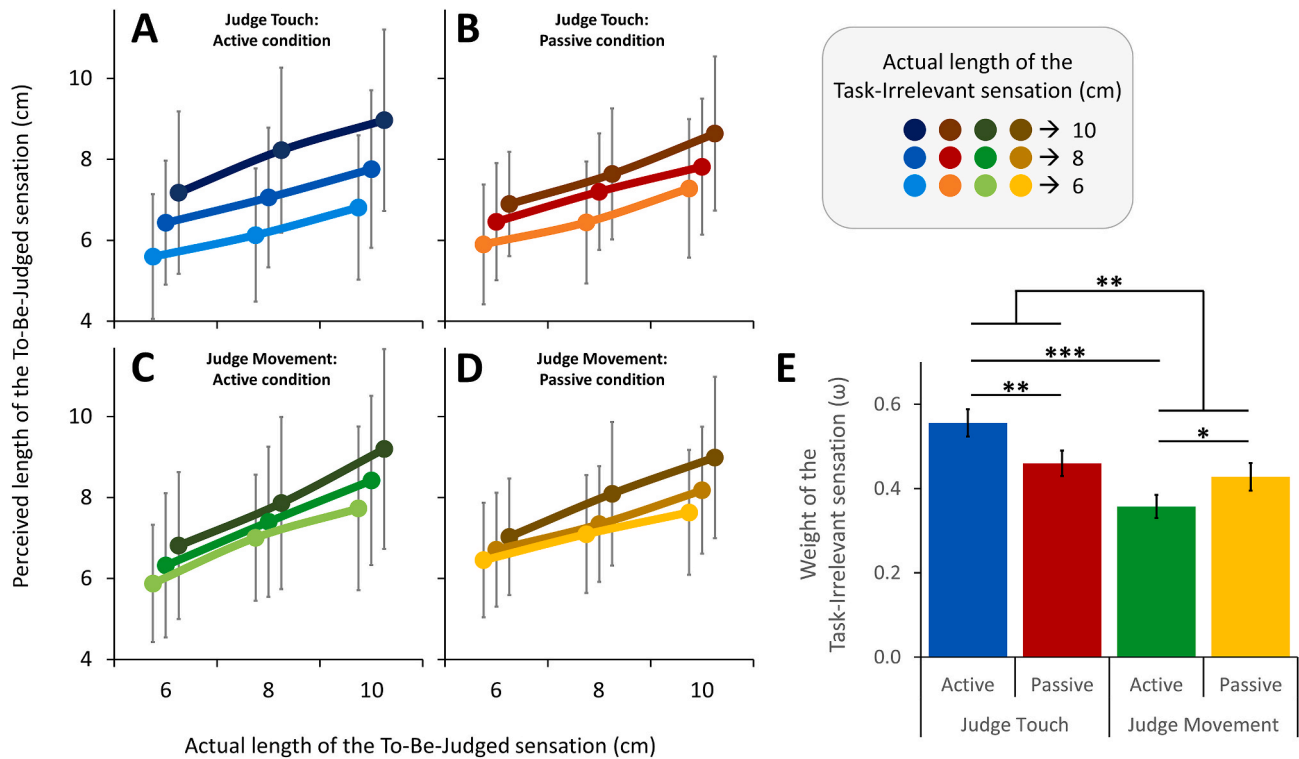 A
Judge Touch:
Active condition
B
Judge Touch:
Passive condition
Actual length of the
Task-Irrelevant sensation (cm)
→ 10
→ 8
→ 6
Perceived length of the To-Be-Judged sensation (cm)
10
8
6
4
C
Judge Movement:
Active condition
D
Judge Movement:
Passive condition
10
8
6
4
6 8 10
6 8 10
Actual length of the To-Be-Judged sensation (cm)
E
Weight of the
Task-Irrelevant sensation (ω)
**
***
**
*
0.6
0.4
0.2
0.0
Active Passive Active Passive
Judge Touch Judge Movement